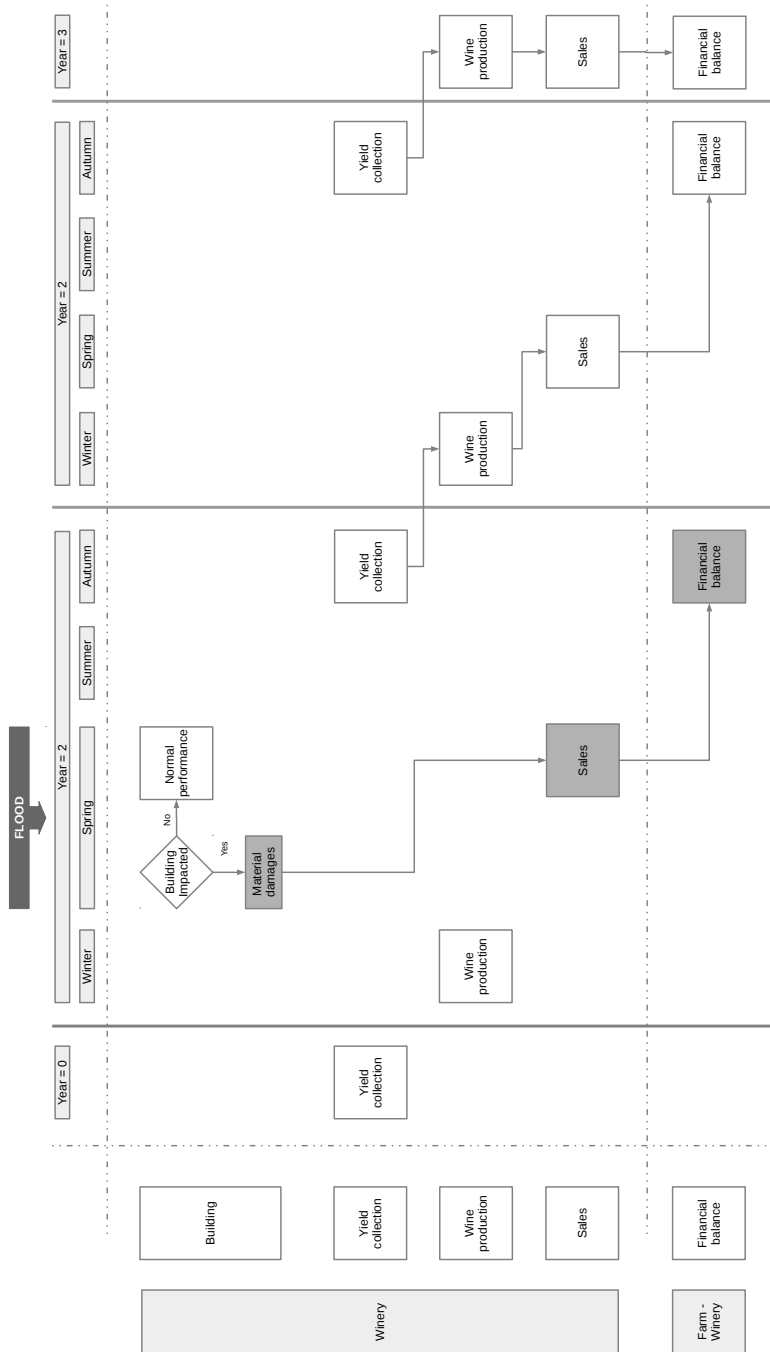 FLOOD
Year = 0
Year = 2
Year = 2
Year = 3
Winter
Spring
Summer
Autumn
Winter
Spring
Summer
Autumn
Winery
Building
Building
Impacted
No
Normal
performance
Yes
Material
damages
Yield
collection
Yield
collection
Yield
collection
Yield
collection
Wine
production
Wine
production
Wine
production
Wine
production
Sales
Sales
Sales
Sales
Farm -
Winery
Financial
balance
Financial
balance
Financial
balance
Financial
balance